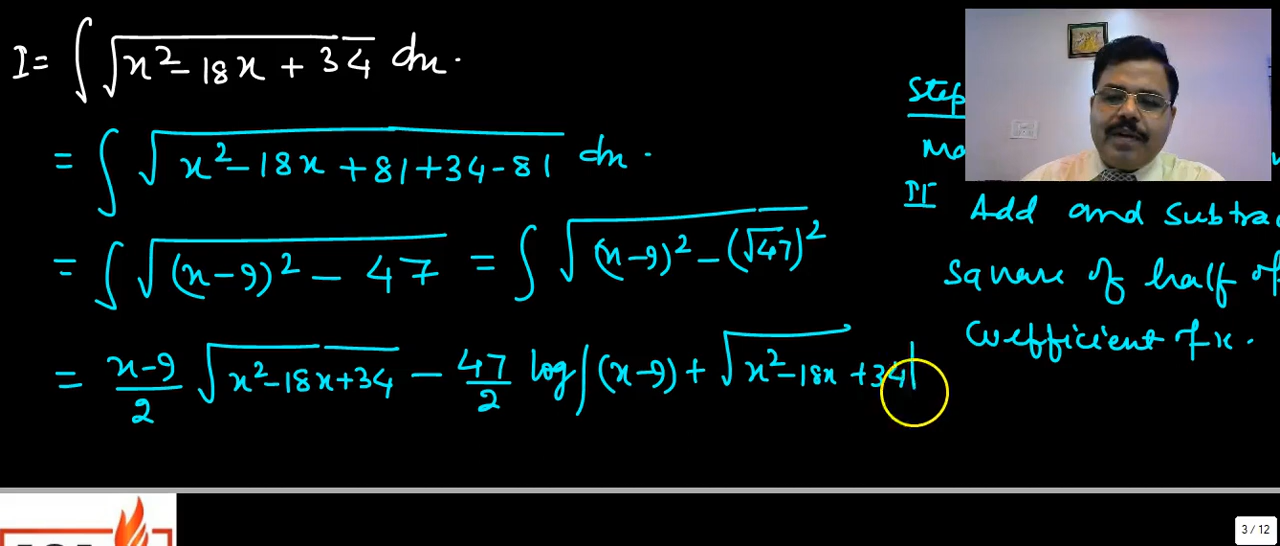 I = ∫ √x² - 18x + 34 dx.
= ∫ √x² - 18x + 81 + 34 - 81 dx.
= ∫ √(x-9)² - 47 = ∫ √(x-9)² - (√47)²
= x-9/2 √x² - 18x + 34 - 47/2 log |(x-9) + √x² - 18x + 34|
Step
II Add and subtra
square of half of
coefficient of x.
3 / 12